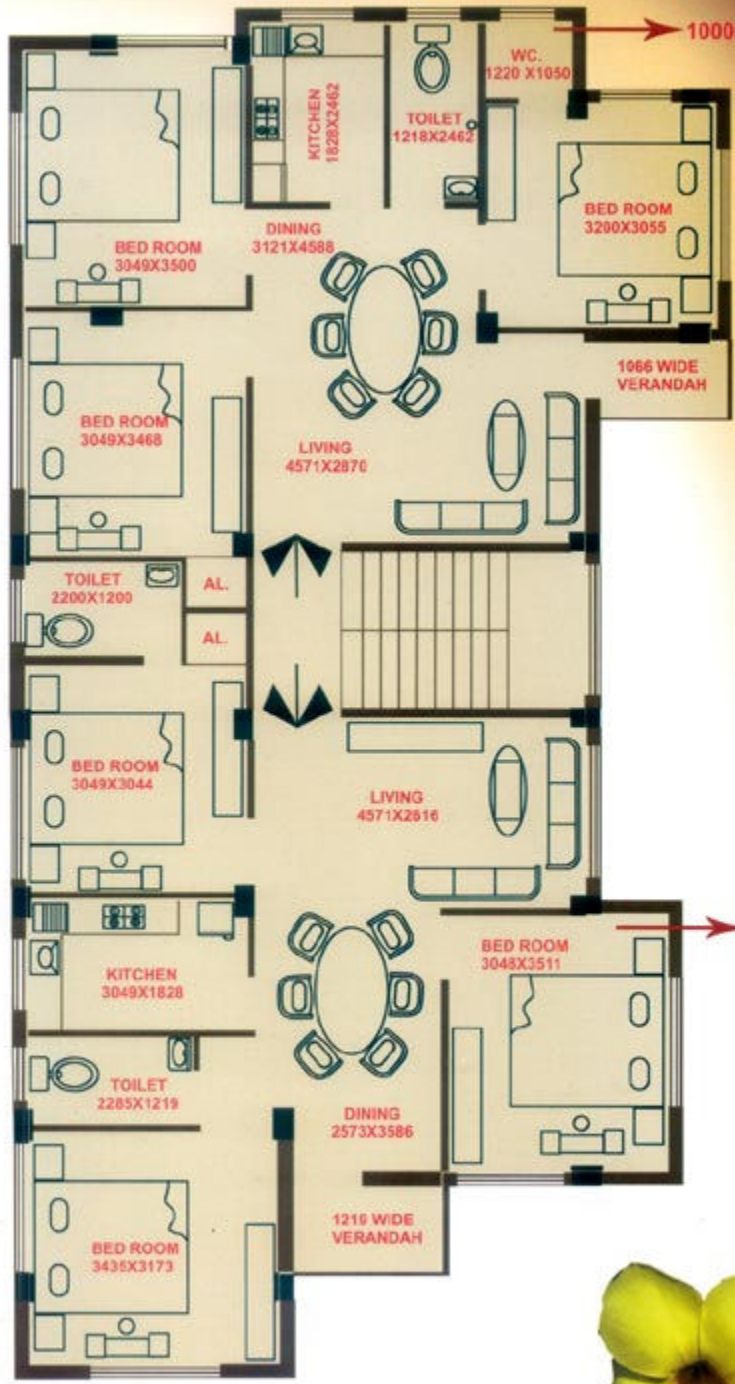 1000
WC.
1220 X1050
KITCHEN
1828X2462
TOILET
1218X2462
BED ROOM
3200X3055
DINING
3121X4588
BED ROOM
3049X3500
1066 WIDE
VERANDAH
BED ROOM
3049X3468
LIVING
4571X2870
TOILET
2200X1200
AL.
AL.
BED ROOM
3049X3044
LIVING
4571X2616
BED ROOM
3048X3511
KITCHEN
3049X1828
TOILET
2285X1219
DINING
2573X3586
1219 WIDE
VERANDAH
BED ROOM
3435X3173